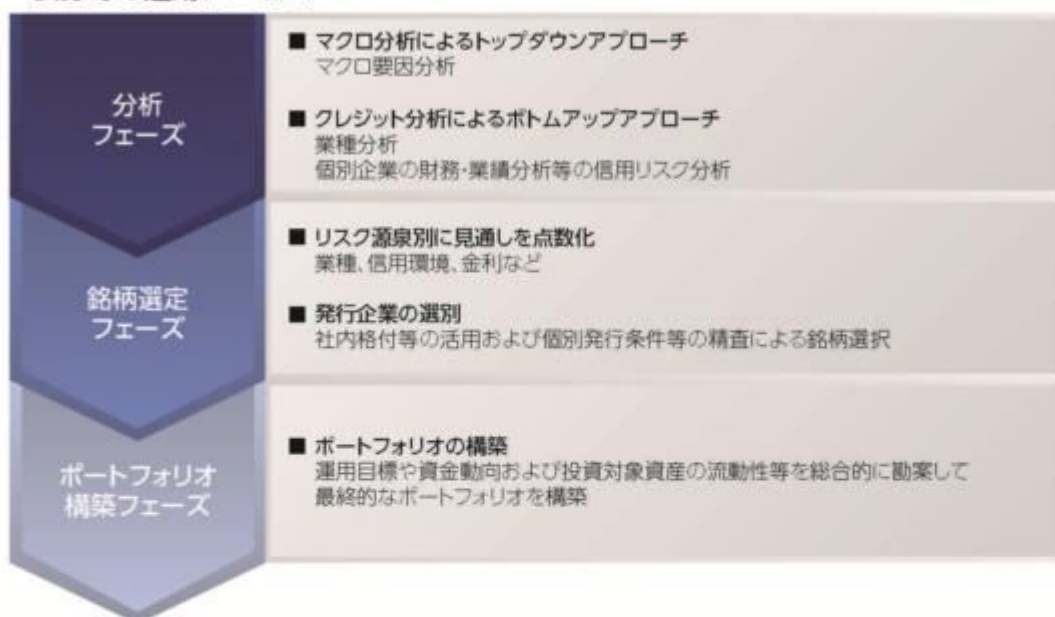 分析
フェーズ
■ マクロ分析によるトップダウンアプローチ
マクロ要因分析
■ クレジット分析によるボトムアップアプローチ
業種分析
個別企業の財務・業績分析等の信用リスク分析
銘柄選定
フェーズ
■ リスク源泉別に見通しを点数化
業種、信用環境、金利など
■ 発行企業の選別
社内格付等の活用および個別発行条件等の精査による銘柄選択
ポートフォリオ
構築フェーズ
■ ポートフォリオの構築
運用目標や資金動向および投資対象資産の流動性等を総合的に勘案して
最終的なポートフォリオを構築